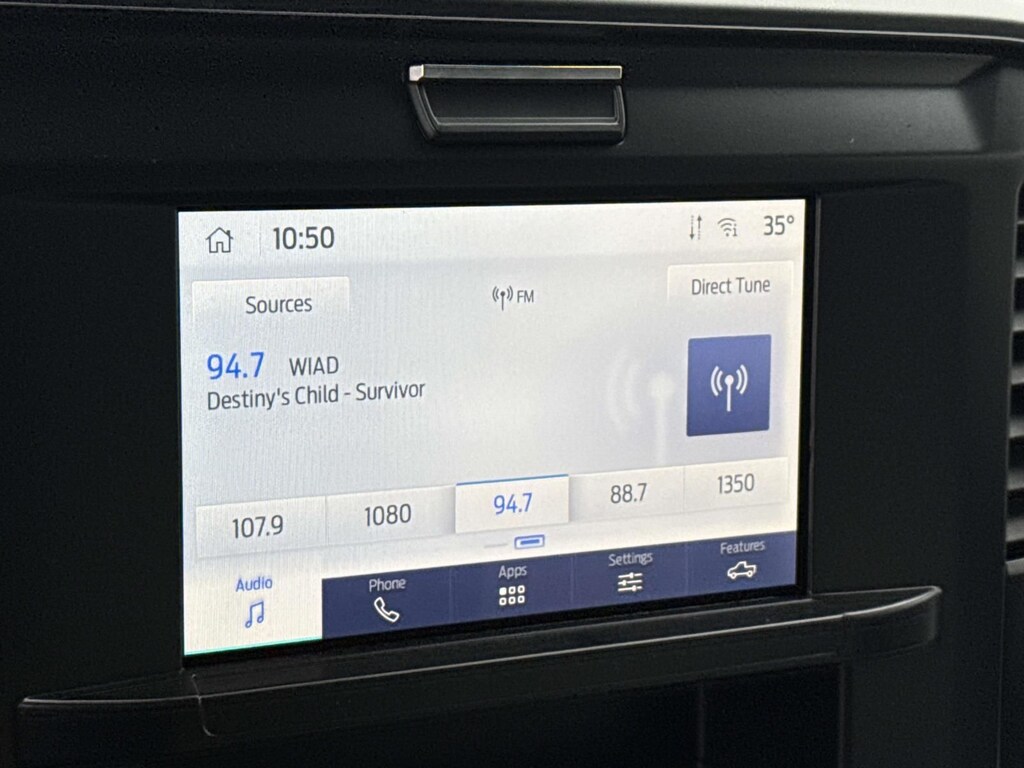 10:50
35°
Sources
FM
Direct Tune
94.7 WIAD
Destiny's Child - Survivor
107.9
1080
94.7
88.7
1350
Audio
Phone
Apps
Settings
Features